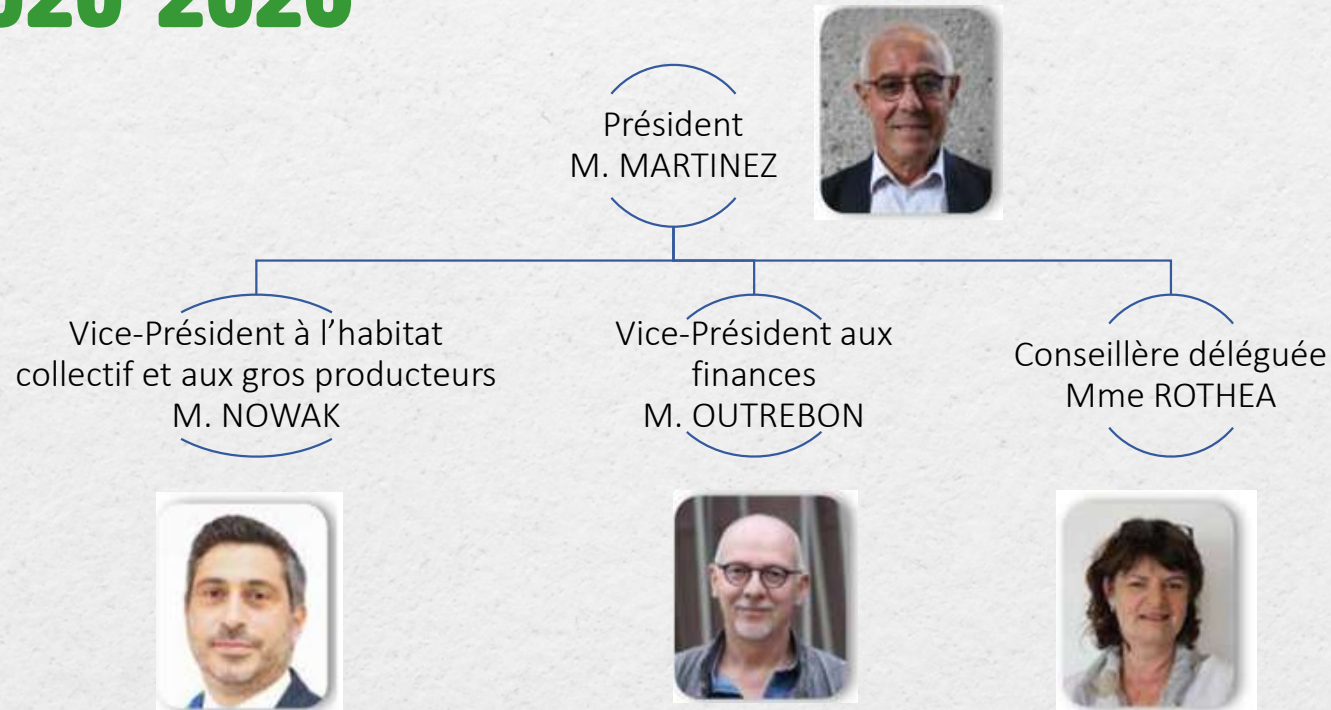 Président
M. MARTINEZ
Vice-Président à l’habitat
collectif et aux gros producteurs
M. NOWAK
Vice-Président aux
finances
M. OUTREBON
Conseillère déléguée
Mme ROTHEA